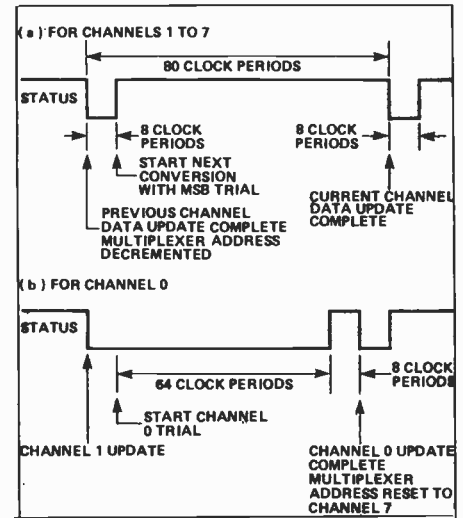 (a) FOR CHANNELS 1 TO 7
80 CLOCK PERIODS
STATUS
8 CLOCK
PERIODS
8 CLOCK
PERIODS
START NEXT
CONVERSION
WITH MSB TRIAL
CURRENT CHANNEL
DATA UPDATE
COMPLETE
PREVIOUS CHANNEL
DATA UPDATE COMPLETE
MULTIPLEXER ADDRESS
DECREMENTED
(b) FOR CHANNEL 0
STATUS
8 CLOCK
PERIODS
64 CLOCK PERIODS
START CHANNEL
0 TRIAL
CHANNEL 1 UPDATE
CHANNEL 0 UPDATE
COMPLETE
MULTIPLEXER
ADDRESS RESET TO
CHANNEL 7